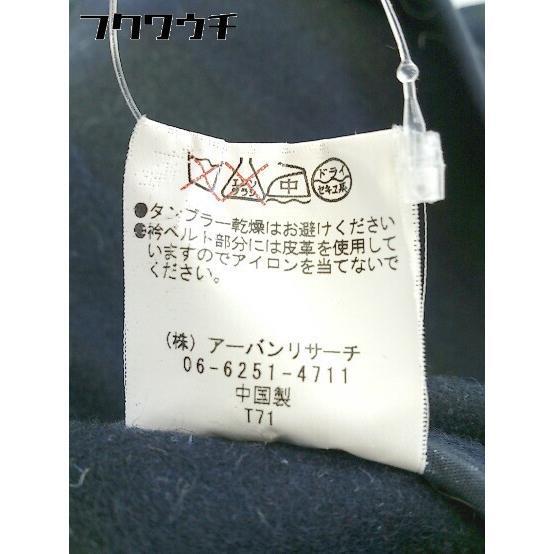 フクワウチ
エンソ
サラシ
中
ドライ
セキユ系
●タンブラー乾燥はお避けください
●衿ベルト部分には皮革を使用して
いますのでアイロンを当てないで
ください。
(株) アーバンリサーチ
06-6251-4711
中国製
T71